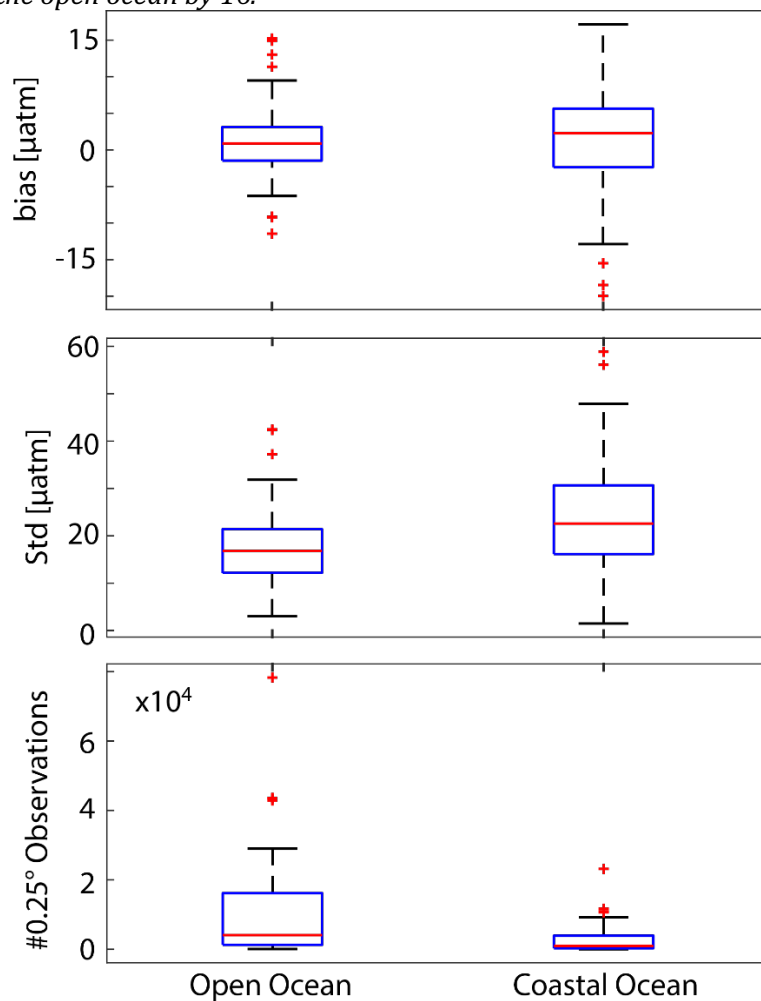 the open ocean by 16.
15
0
-15
bias [µatm]
60
40
20
0
Std [µatm]
x10⁴
6
4
2
0
#0.25° Observations
Open Ocean Coastal Ocean